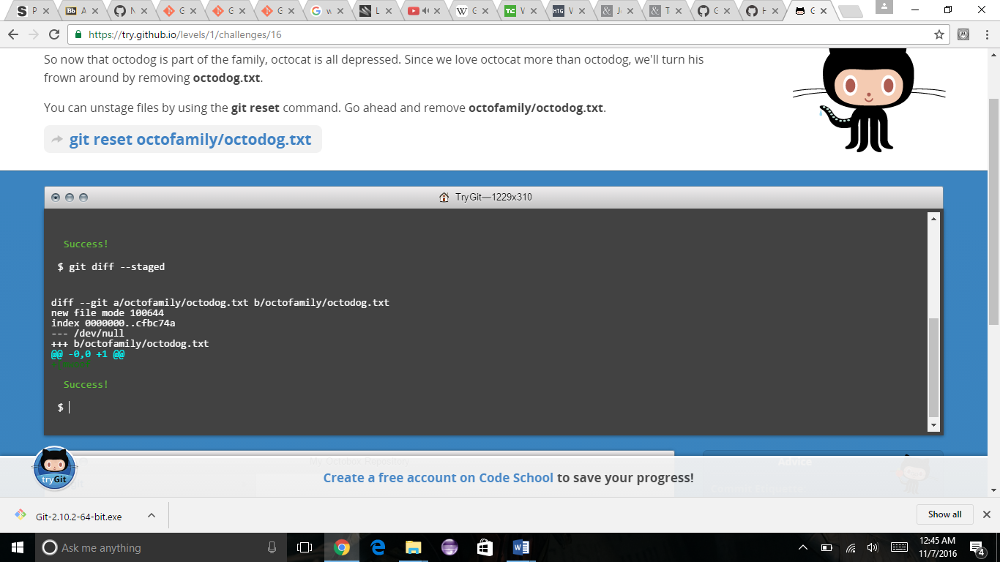 S P
Bb A
N
G
G
G
G w
L
W G
TC V
HTG V
& J
& T
C
H
G
https://try.github.io/levels/1/challenges/16
So now that octodog is part of the family, octocat is all depressed. Since we love octocat more than octodog, we'll turn his
frown around by removing octodog.txt.
You can unstage files by using the git reset command. Go ahead and remove octofamily/octodog.txt.
git reset octofamily/octodog.txt
TryGit—1229x310
Success!
$ git diff --staged
diff --git a/octofamily/octodog.txt b/octofamily/octodog.txt
new file mode 100644
index 0000000..cfbc74a
--- /dev/null
+++ b/octofamily/octodog.txt
@@ -0,0 +1 @@
Success!
$
My Octobox Repository
Advice
tryGit
Create a free account on Code School to save your progress!
Commit Etiquette
Git-2.10.2-64-bit.exe
Show all
Ask me anything
12:45 AM
11/7/2016
4